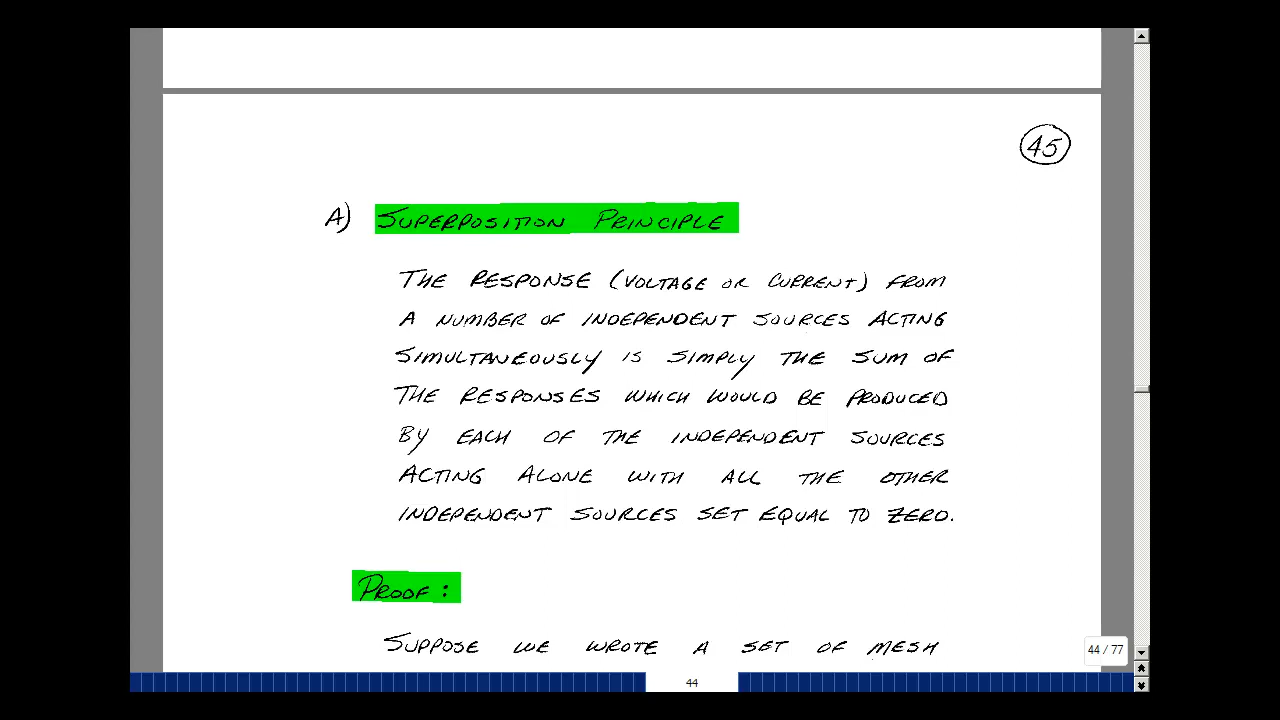 45
A) SUPERPOSITION PRINCIPLE
THE RESPONSE (VOLTAGE OR CURRENT) FROM
A NUMBER OF INDEPENDENT SOURCES ACTING
SIMULTANEOUSLY IS SIMPLY THE SUM OF
THE RESPONSES WHICH WOULD BE PRODUCED
BY EACH OF THE INDEPENDENT SOURCES
ACTING ALONE WITH ALL THE OTHER
INDEPENDENT SOURCES SET EQUAL TO ZERO.
PROOF:
SUPPOSE WE WROTE A SET OF MESH
44 / 77
44